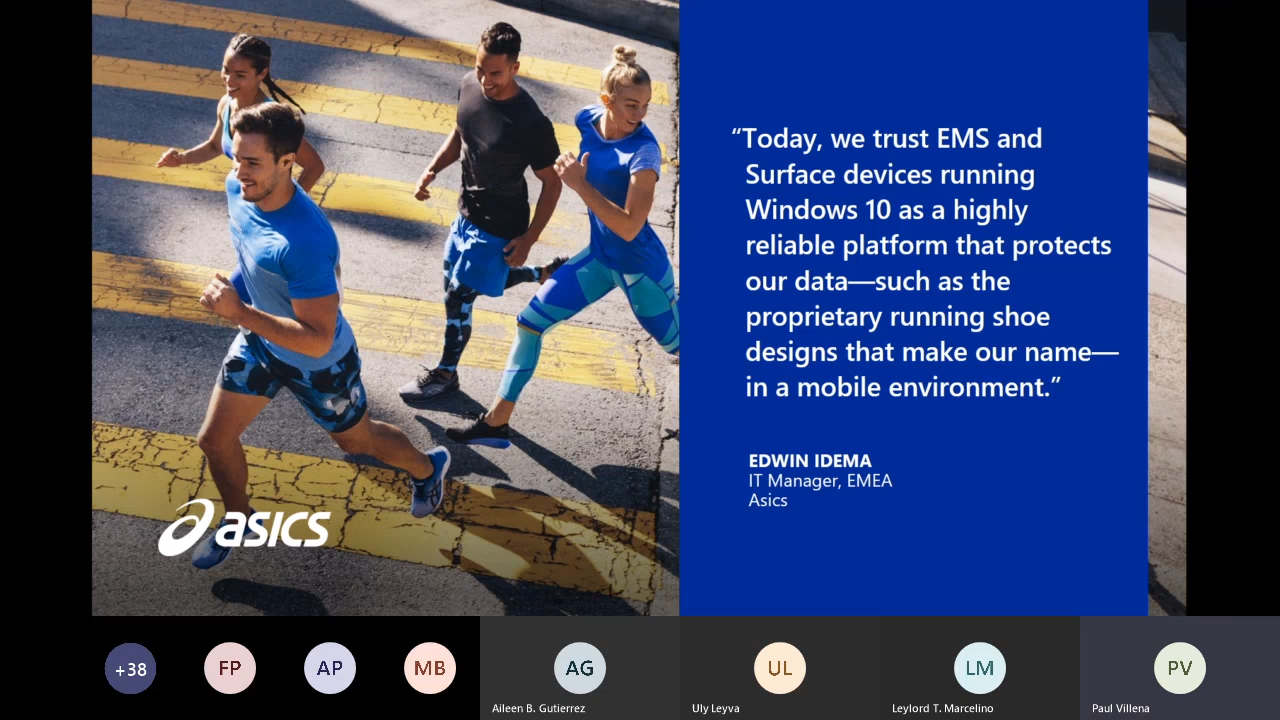 “Today, we trust EMS and
Surface devices running
Windows 10 as a highly
reliable platform that protects
our data—such as the
proprietary running shoe
designs that make our name—
in a mobile environment.”
EDWIN IDEMA
IT Manager, EMEA
Asics
asics
+38
FP
AP
MB
AG
UL
LM
PV
Aileen B. Gutierrez
Uly Leyva
Leylord T. Marcelino
Paul Villena